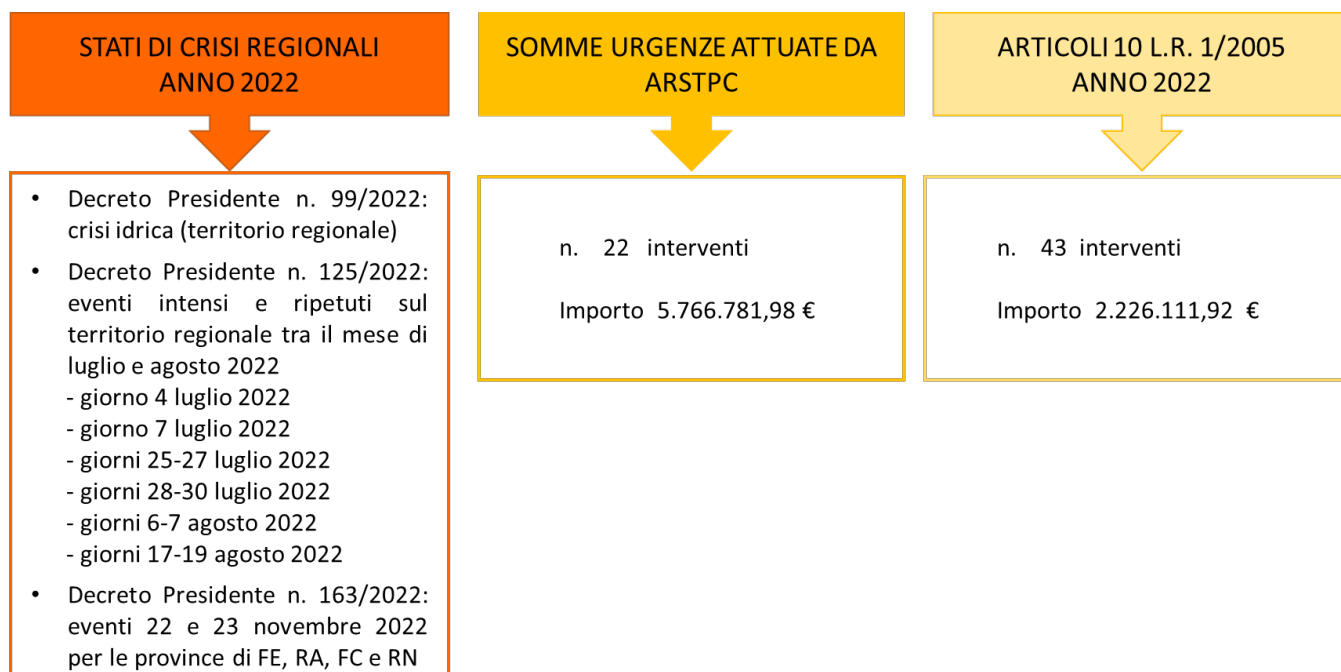 STATI DI CRISI REGIONALI
ANNO 2022
• Decreto Presidente n. 99/2022:
crisi idrica (territorio regionale)
• Decreto Presidente n. 125/2022:
eventi intensi e ripetuti sul
territorio regionale tra il mese di
luglio e agosto 2022
- giorno 4 luglio 2022
- giorno 7 luglio 2022
- giorni 25-27 luglio 2022
- giorni 28-30 luglio 2022
- giorni 6-7 agosto 2022
- giorni 17-19 agosto 2022
• Decreto Presidente n. 163/2022:
eventi 22 e 23 novembre 2022
per le province di FE, RA, FC e RN
SOMME URGENZE ATTUATE DA
ARSTPC
n. 22 interventi
Importo 5.766.781,98 €
ARTICOLI 10 L.R. 1/2005
ANNO 2022
n. 43 interventi
Importo 2.226.111,92 €